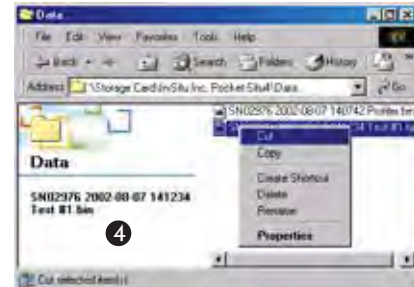 Data
File Edit View Favorites Tools Help
Back Search Folders History
Address \Storage Card\InSitu Inc. Pocket-Situ4\Data Go
SN02976 2002-08-07 140742 Profiler
Data
SN02976 2002-08-07 141234
Test #1.bin
4
Cut
Copy
Create Shortcut
Delete
Rename
Properties
Cut selected item(s)